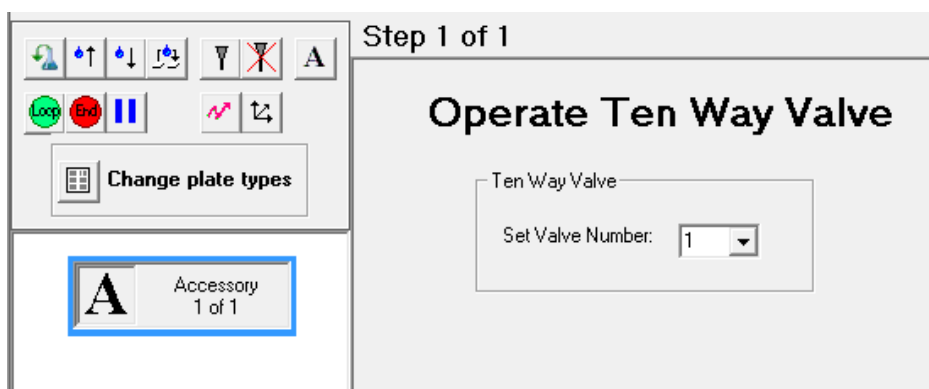 Step 1 of 1
A
Loop
End
Operate Ten Way Valve
Change plate types
Ten Way Valve
Set Valve Number: 1
A
Accessory
1 of 1